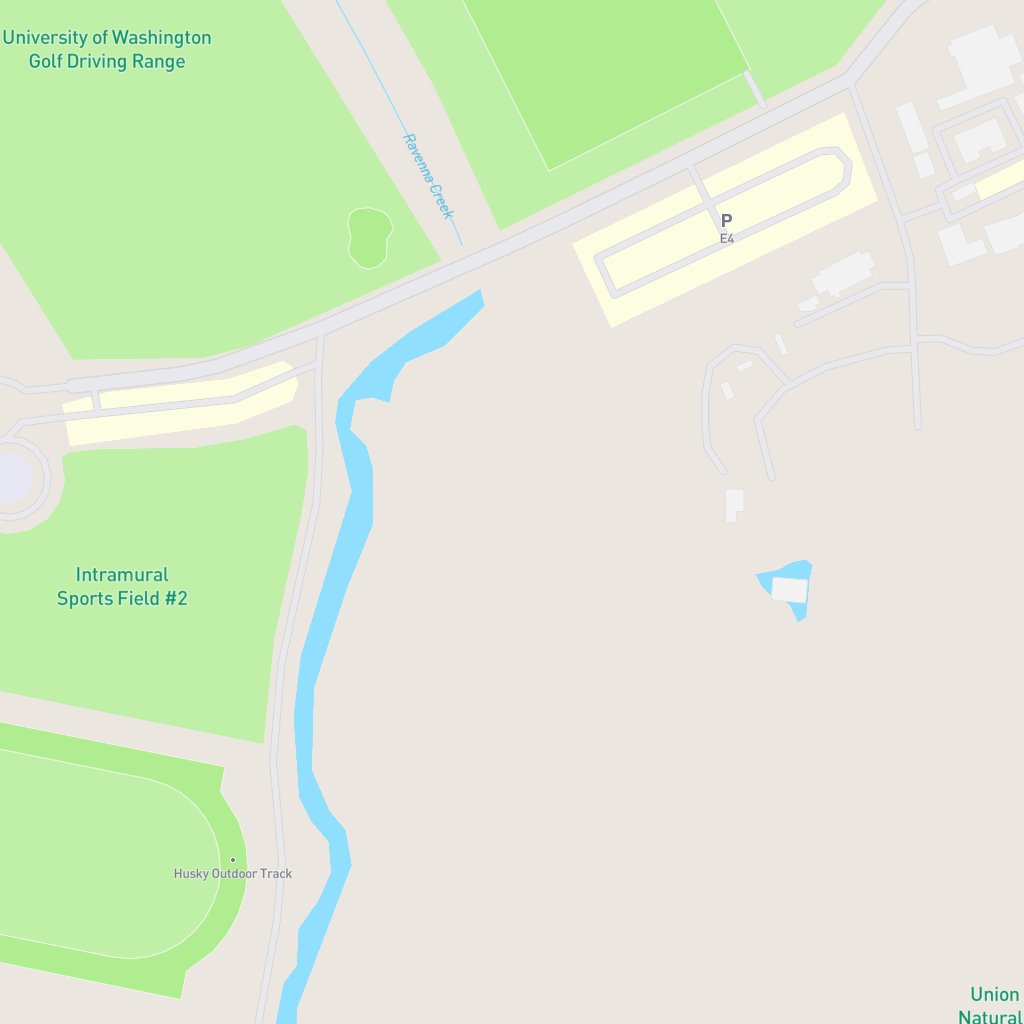 University of Washington
Golf Driving Range
Ravenna Creek
P
E4
Intramural
Sports Field #2
Husky Outdoor Track
Union
Natural